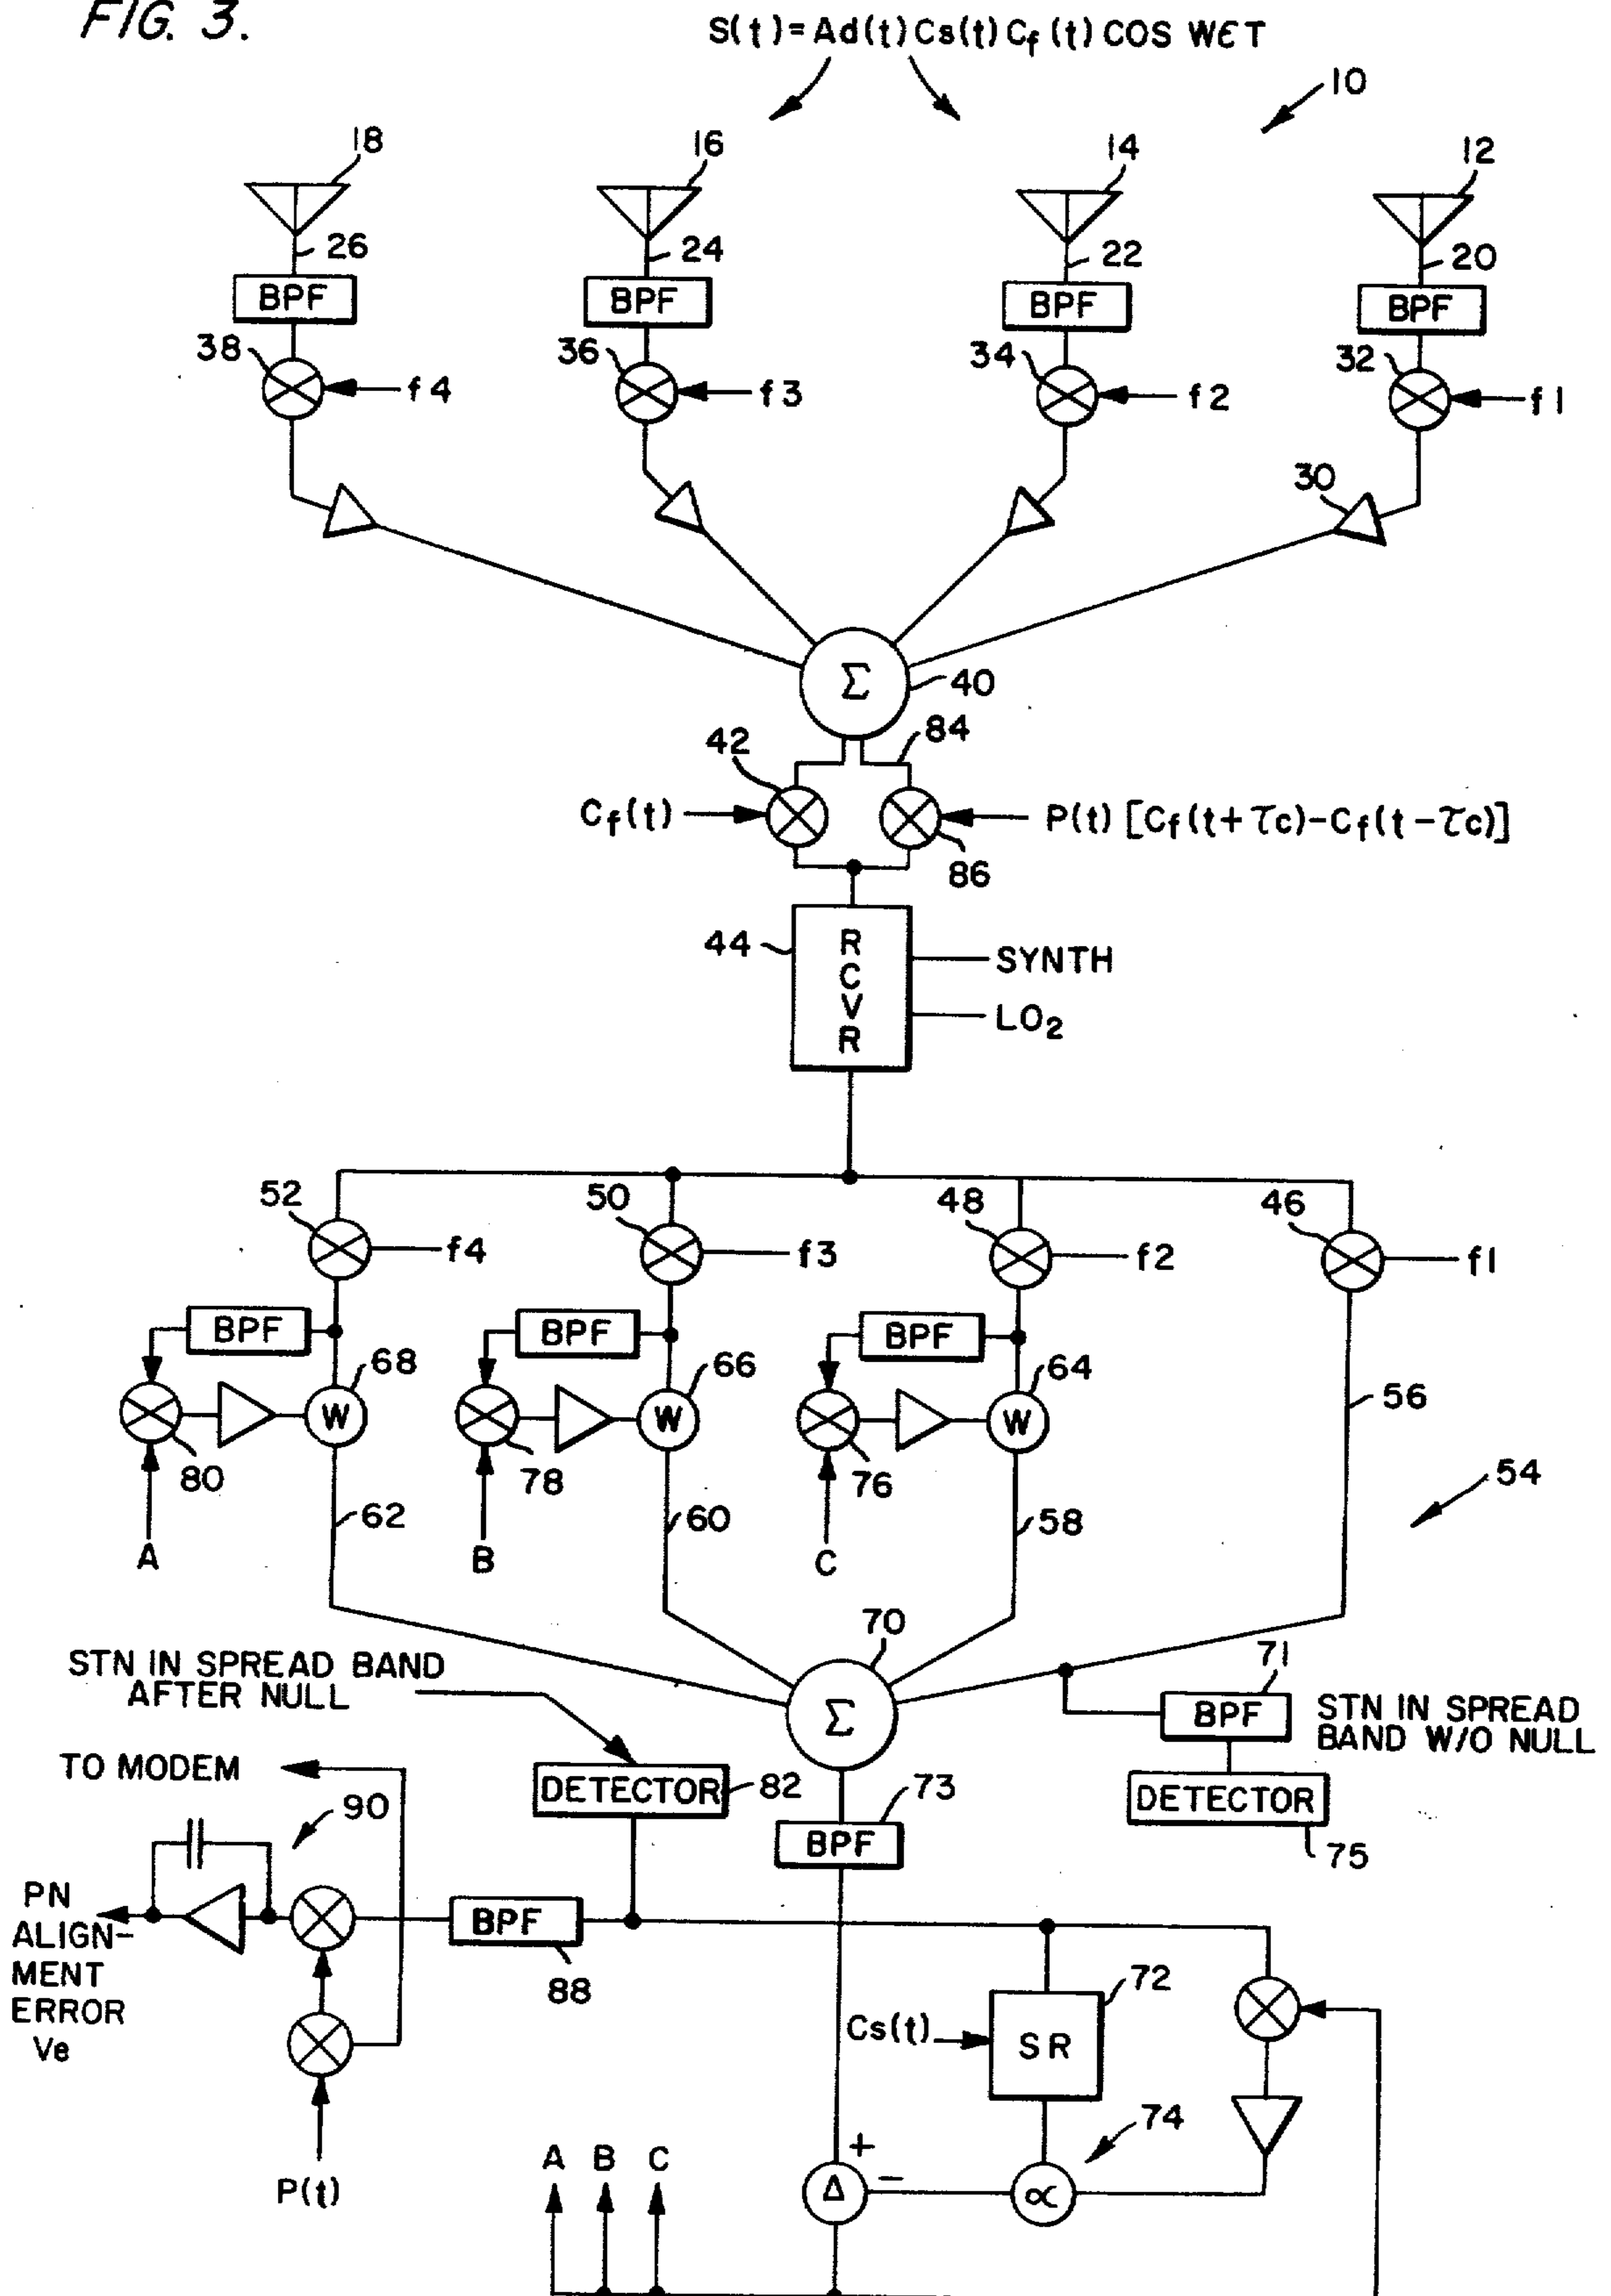 FIG. 3.
S(t)=Ad(t)Cs(t)Cf(t) COS WЄT
10
18
16
14
12
26
24
22
20
BPF
BPF
BPF
BPF
38
f4
36
f3
34
f2
32
f1
30
Σ
40
42
84
Cf(t)
P(t) [Cf(t+τc)-Cf(t-τc)]
86
44
RCVR
SYNTH
LO2
52
50
48
46
f4
f3
f2
f1
BPF
BPF
BPF
68
66
64
56
W
W
W
80
78
76
54
62
60
58
A
B
C
70
71
STN IN SPREAD BAND
AFTER NULL
Σ
BPF
STN IN SPREAD
BAND W/O NULL
TO MODEM
DETECTOR
82
73
DETECTOR
90
BPF
75
PN
ALIGN-
MENT
ERROR
Ve
BPF
88
72
Cs(t)
SR
74
A
B
C
+
-
Δ
∝
P(t)